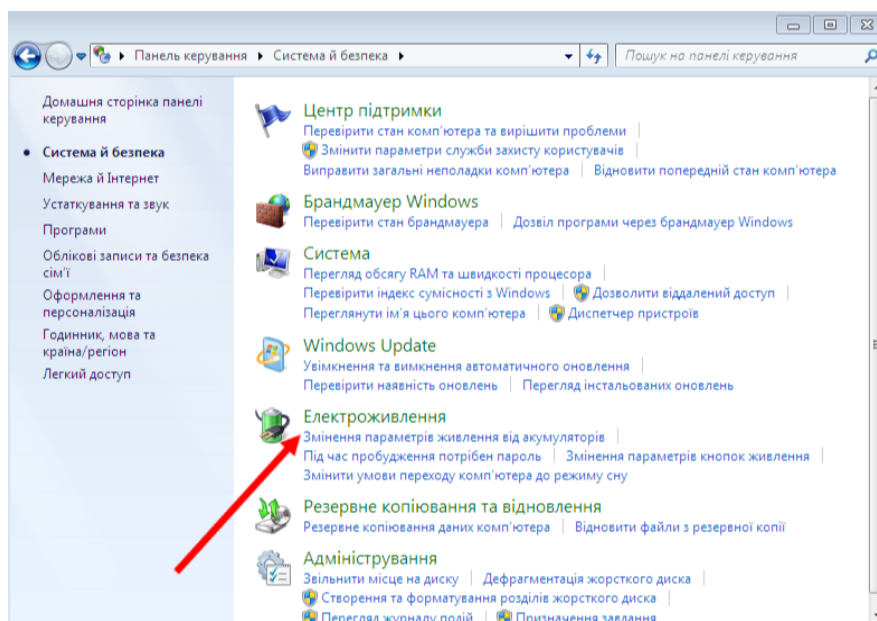 Панель керування ▸ Система й безпека ▸
Пошук на панелі керування
Домашня сторінка панелі
керування
Система й безпека
Мережа й Інтернет
Устаткування та звук
Програми
Облікові записи та безпека
сім'ї
Оформлення та
персоналізація
Годинник, мова та
країна/регіон
Легкий доступ
Центр підтримки
Перевірити стан комп'ютера та вирішити проблеми
Змінити параметри служби захисту користувачів
Виправити загальні неполадки комп'ютера | Відновити попередній стан комп'ютера
Брандмауер Windows
Перевірити стан брандмауера | Дозвіл програми через брандмауер Windows
Система
Перегляд обсягу RAM та швидкості процесора
Перевірити індекс сумісності з Windows | Дозволити віддалений доступ
Переглянути ім'я цього комп'ютера | Диспетчер пристроїв
Windows Update
Увімкнення та вимкнення автоматичного оновлення
Перевірити наявність оновлень | Перегляд інстальованих оновлень
Електроживлення
Змінення параметрів живлення від акумуляторів
Під час пробудження потрібен пароль | Змінення параметрів кнопок живлення
Змінити умови переходу комп'ютера до режиму сну
Резервне копіювання та відновлення
Резервне копіювання даних комп'ютера | Відновити файли з резервної копії
Адміністрування
Звільнити місце на диску | Дефрагментація жорсткого диска
Створення та форматування розділів жорсткого диска
Перегляд журналу подій | Призначення завдання